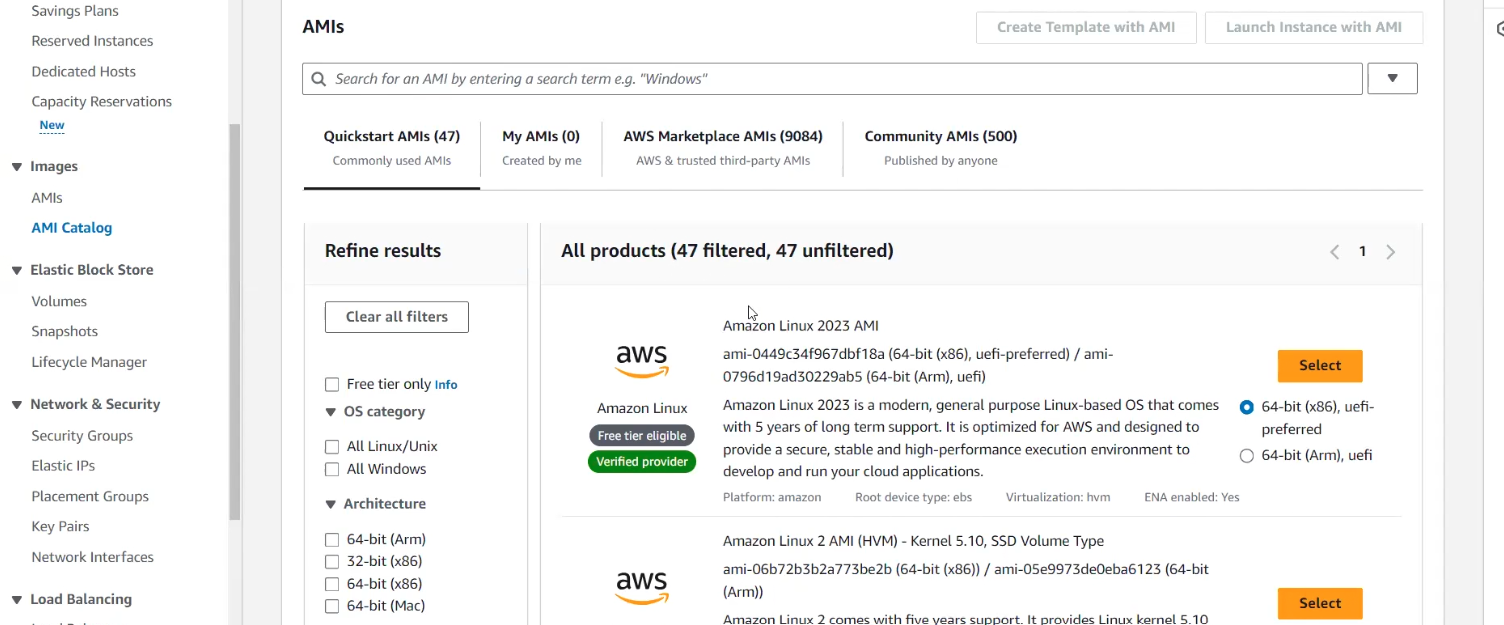 Savings Plans
Reserved Instances
Dedicated Hosts
Capacity Reservations
New
Images
AMIs
AMI Catalog
Elastic Block Store
Volumes
Snapshots
Lifecycle Manager
Network & Security
Security Groups
Elastic IPs
Placement Groups
Key Pairs
Network Interfaces
Load Balancing
AMIs
Create Template with AMI
Launch Instance with AMI
Search for an AMI by entering a search term e.g. "Windows"
Quickstart AMIs (47)
Commonly used AMIs
My AMIs (0)
Created by me
AWS Marketplace AMIs (9084)
AWS & trusted third-party AMIs
Community AMIs (500)
Published by anyone
Refine results
Clear all filters
Free tier only Info
OS category
All Linux/Unix
All Windows
Architecture
64-bit (Arm)
32-bit (x86)
64-bit (x86)
64-bit (Mac)
All products (47 filtered, 47 unfiltered)
1
aws
Amazon Linux
Free tier eligible
Verified provider
Amazon Linux 2023 AMI
ami-0449c34f967dbf18a (64-bit (x86), uefi-preferred) / ami-
0796d19ad30229ab5 (64-bit (Arm), uefi)
Amazon Linux 2023 is a modern, general purpose Linux-based OS that comes
with 5 years of long term support. It is optimized for AWS and designed to
provide a secure, stable and high-performance execution environment to
develop and run your cloud applications.
Platform: amazon Root device type: ebs Virtualization: hvm ENA enabled: Yes
Select
64-bit (x86), uefi-
preferred
64-bit (Arm), uefi
aws
Amazon Linux 2 AMI (HVM) - Kernel 5.10, SSD Volume Type
ami-06b72b3b2a773be2b (64-bit (x86)) / ami-05e9973de0eba6123 (64-bit
(Arm))
Amazon Linux 2 comes with five years support. It provides Linux kernel 5.10
Select